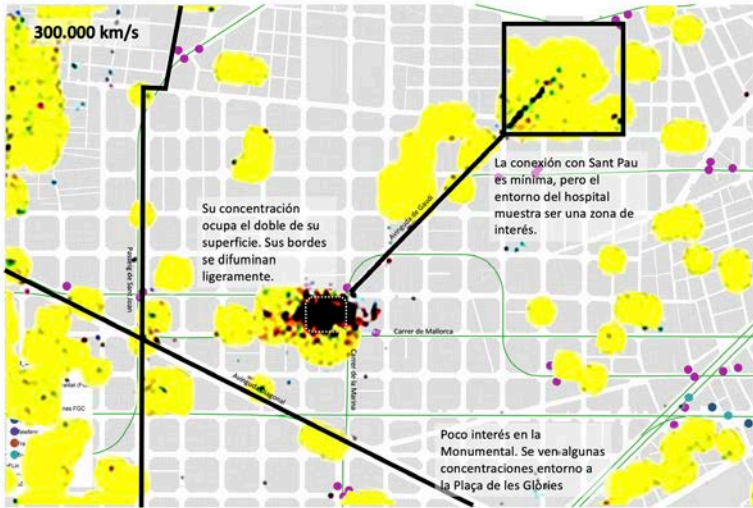 300.000 km/s
La conexión con Sant Pau
es mínima, pero el
entorno del hospital
muestra ser una zona de
interés.
Su concentración
ocupa el doble de su
superficie. Sus bordes
se difuminan
ligeramente.
Avinguda de Gaudí
Passeig de Sant Joan
Carrer de Mallorca
Carrer de la Marina
Avinguda Diagonal
nes FGC
Poco interés en la
Monumental. Se ven algunas
concentraciones entorno a
la Plaça de les Glòries